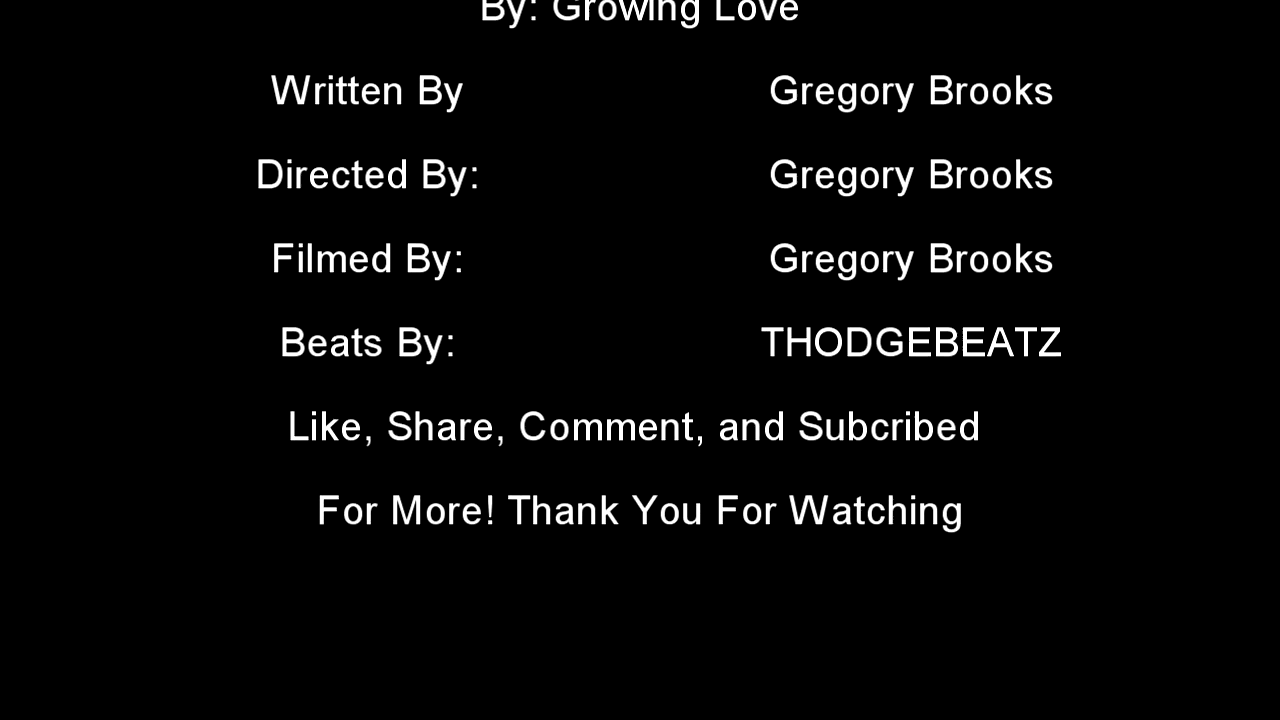 By: Growing Love
Written By Gregory Brooks
Directed By: Gregory Brooks
Filmed By: Gregory Brooks
Beats By: THODGEBEATZ
Like, Share, Comment, and Subcribed
For More! Thank You For Watching